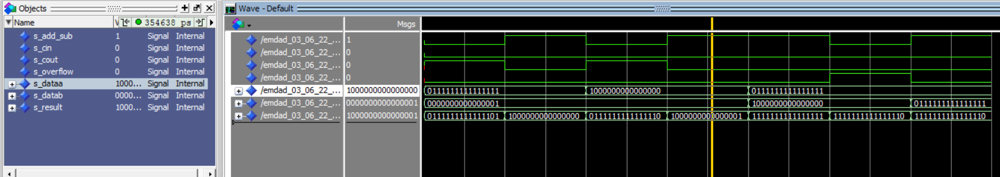 Objects
Name V 354638 ps
s_add_sub 1 Signal Internal
s_cin 0 Signal Internal
s_cout 0 Signal Internal
s_overflow 0 Signal Internal
s_dataa 1000... Signal Internal
s_datab 0000... Signal Internal
s_result 1000... Signal Internal
Wave - Default
Msgs
/emdad_03_06_22_... 1
/emdad_03_06_22_... 0
/emdad_03_06_22_... 0
/emdad_03_06_22_... 0
/emdad_03_06_22_... 1000000000000000 0111111111111111 1000000000000000 0111111111111111
/emdad_03_06_22_... 0000000000000001 0000000000000001 1000000000000000 0111111111111111
/emdad_03_06_22_... 1000000000000001 0111111111111101 1000000000000000 0111111111111110 1000000000000001 1111111111111111 1111111111111110 1111111111111110